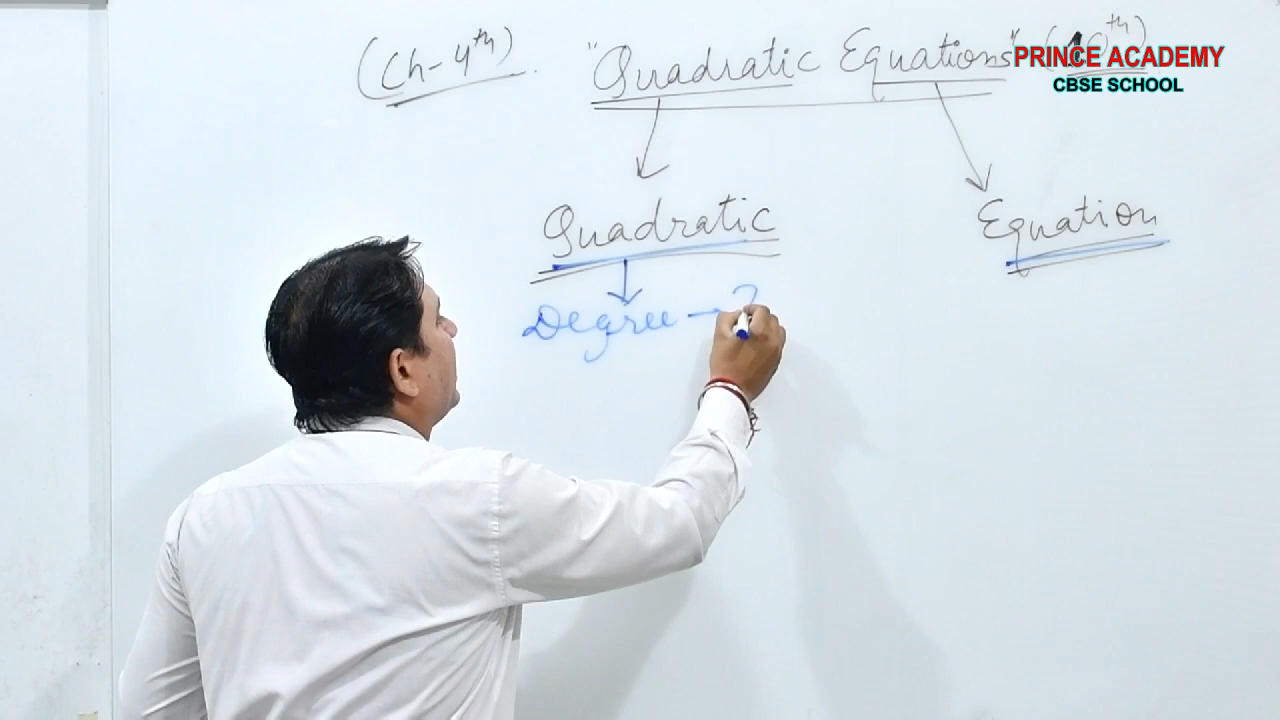 (Ch-4th) "Quadratic Equations" (10th)
PRINCE ACADEMY
CBSE SCHOOL
Quadratic Equation
Degree → 2